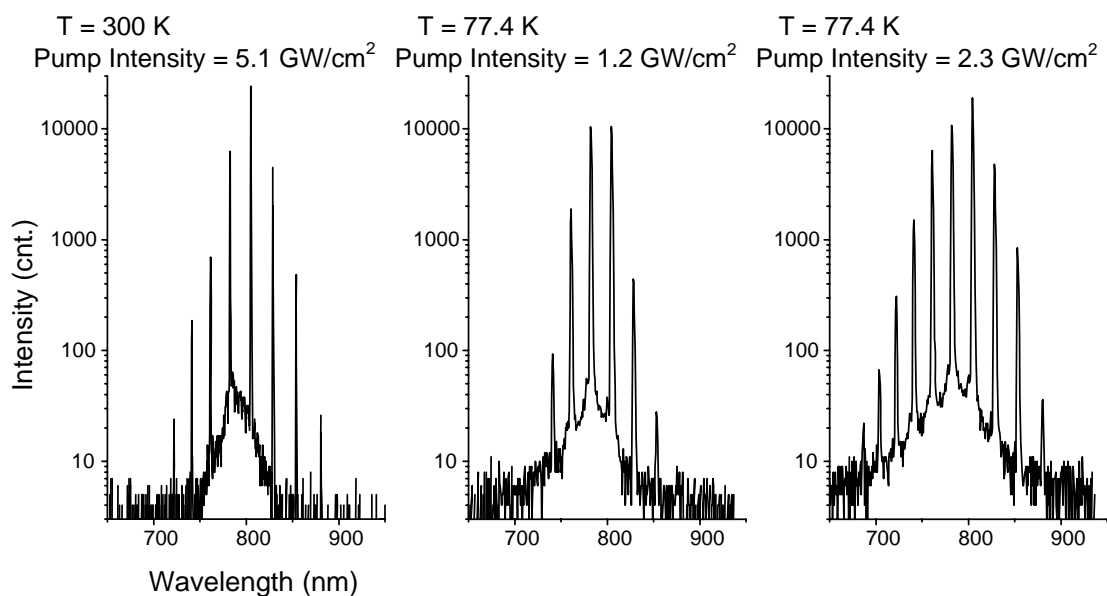 T = 300 K
Pump Intensity = 5.1 GW/cm²
T = 77.4 K
Pump Intensity = 1.2 GW/cm²
T = 77.4 K
Pump Intensity = 2.3 GW/cm²
Intensity (cnt.)
10000
1000
100
10
700
800
900
10000
1000
100
10
700
800
900
10000
1000
100
10
700
800
900
Wavelength (nm)